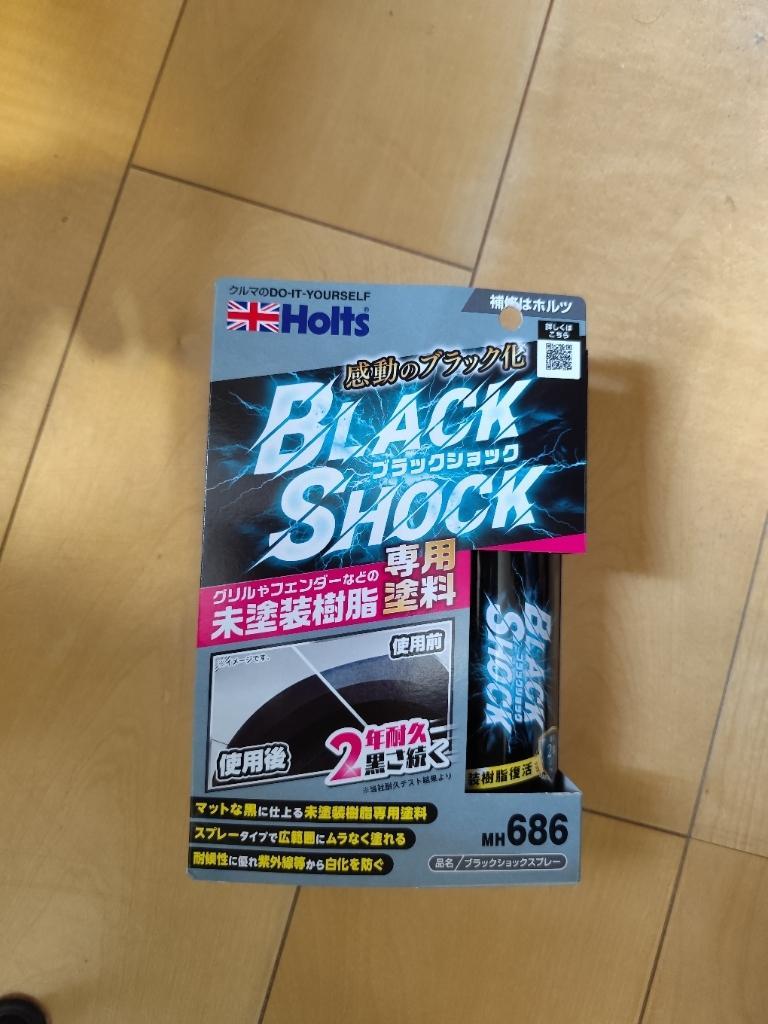 クルマのDO-IT-YOURSELF
Holts
補修はホルツ
詳しくは
こちら
感動のブラック化
BLACK
ブラックショック
SHOCK
グリルやフェンダーなどの
未塗装樹脂
専用
塗料
※イメージです。
使用前
使用後
2年耐久
黒さ続く
※当社耐久テスト結果より
BLACK
ブラックショック
SHOCK
装樹脂復活
マットな黒に仕上る未塗装樹脂専用塗料
スプレータイプで広範囲にムラなく塗れる
耐候性に優れ紫外線等から白化を防ぐ
MH686
品名/ブラックショックスプレー